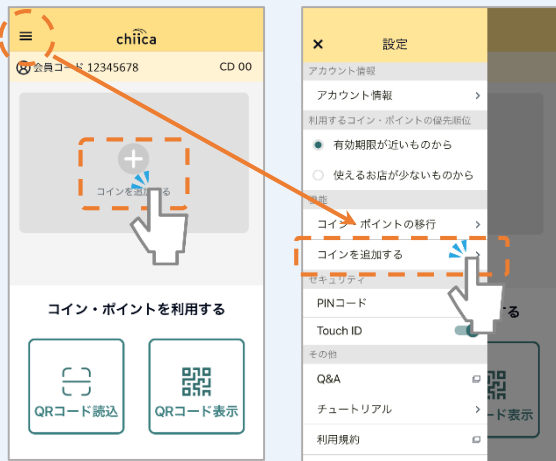 chiica
会員コード 12345678 CD 00
コインを追加する
コイン・ポイントを利用する
QRコード読込
QRコード表示
× 設定
アカウント情報
アカウント情報
利用するコイン・ポイントの優先順位
有効期限が近いものから
使えるお店が少ないものから
機能
コイン・ポイントの移行
コインを追加する
セキュリティ
PINコード
Touch ID
その他
Q&A
チュートリアル
利用規約
する
ード表示